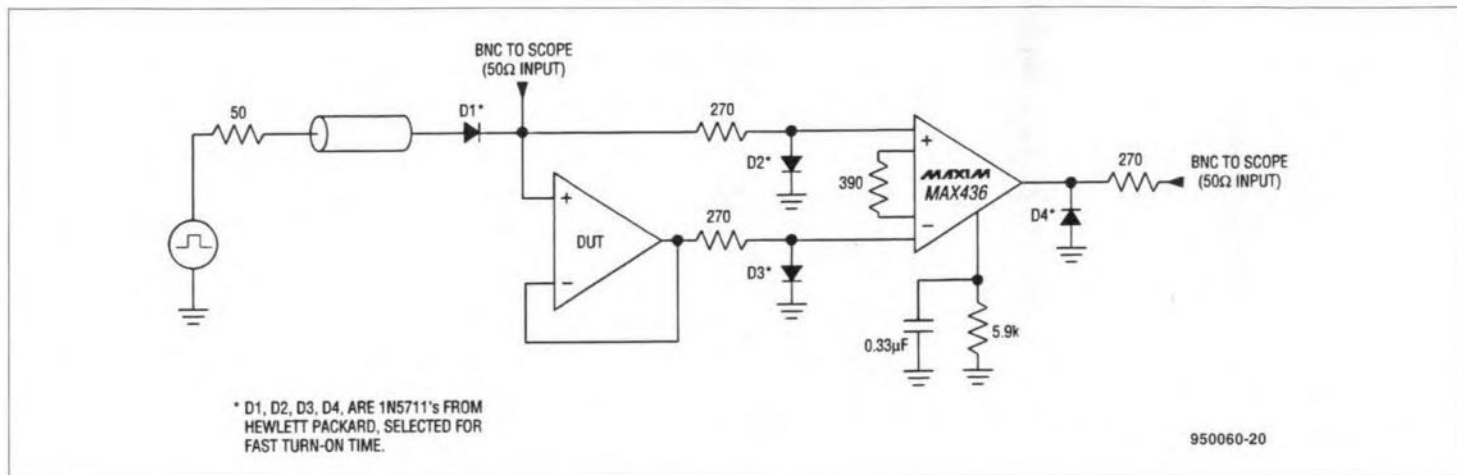 BNC TO SCOPE
(50Ω INPUT)
50
D1*
270
D2*
390
+
MAXIM
MAX436
−
270
BNC TO SCOPE
(50Ω INPUT)
D4*
+
DUT
−
270
D3*
0.33µF
5.9k
* D1, D2, D3, D4, ARE 1N5711's FROM
HEWLETT PACKARD, SELECTED FOR
FAST TURN-ON TIME.
950060-20